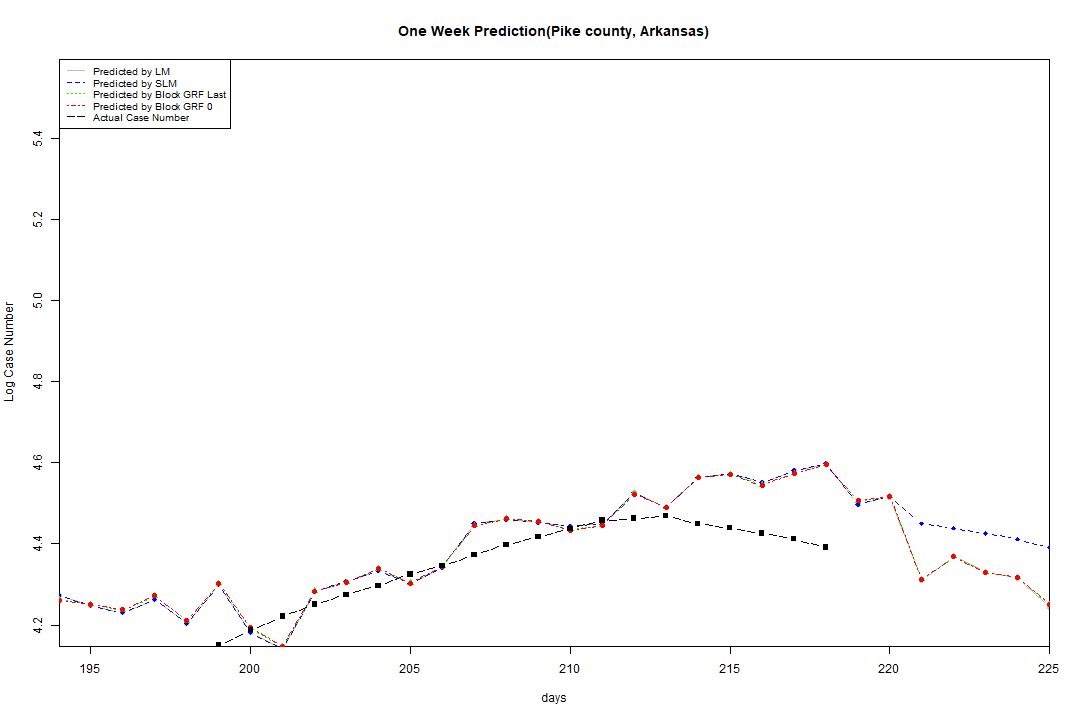 One Week Prediction(Pike county, Arkansas)
Predicted by LM
Predicted by SLM
Predicted by Block GRF Last
Predicted by Block GRF 0
Actual Case Number
5.4
5.2
5.0
4.8
4.6
4.4
4.2
Log Case Number
195 200 205 210 215 220 225
days